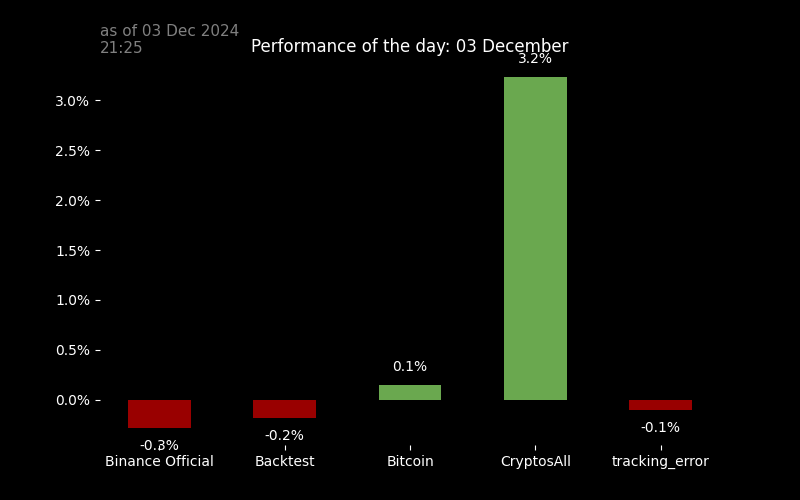 as of 03 Dec 2024
21:25
Performance of the day: 03 December
3.2%
3.0%
2.5%
2.0%
1.5%
1.0%
0.5%
0.1%
0.0%
-0.3%
-0.2%
-0.1%
Binance Official
Backtest
Bitcoin
CryptosAll
tracking_error